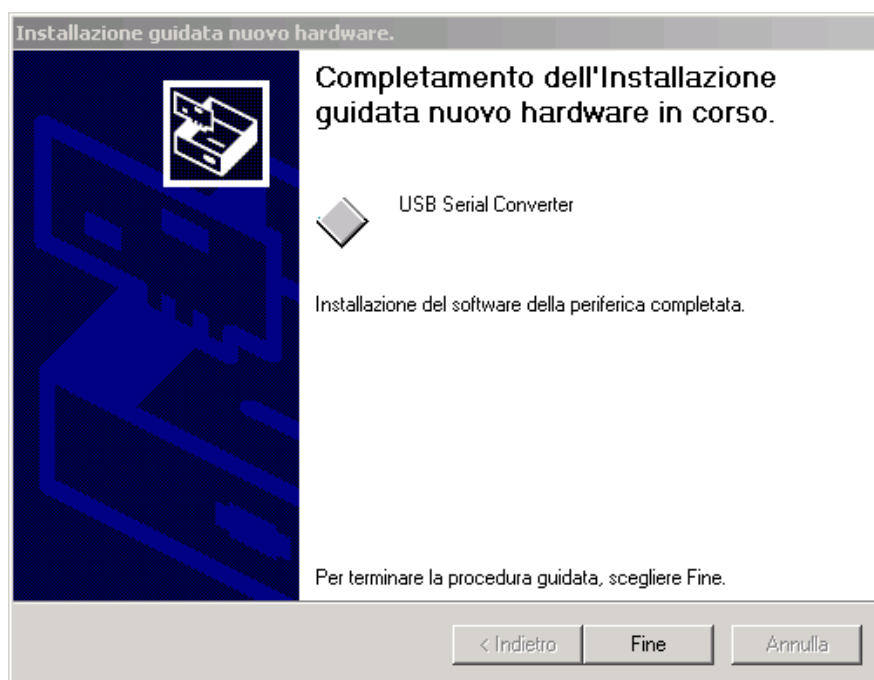 Installazione guidata nuovo hardware.
Completamento dell'Installazione
guidata nuovo hardware in corso.
USB Serial Converter
Installazione del software della periferica completata.
Per terminare la procedura guidata, scegliere Fine.
< Indietro
Fine
Annulla